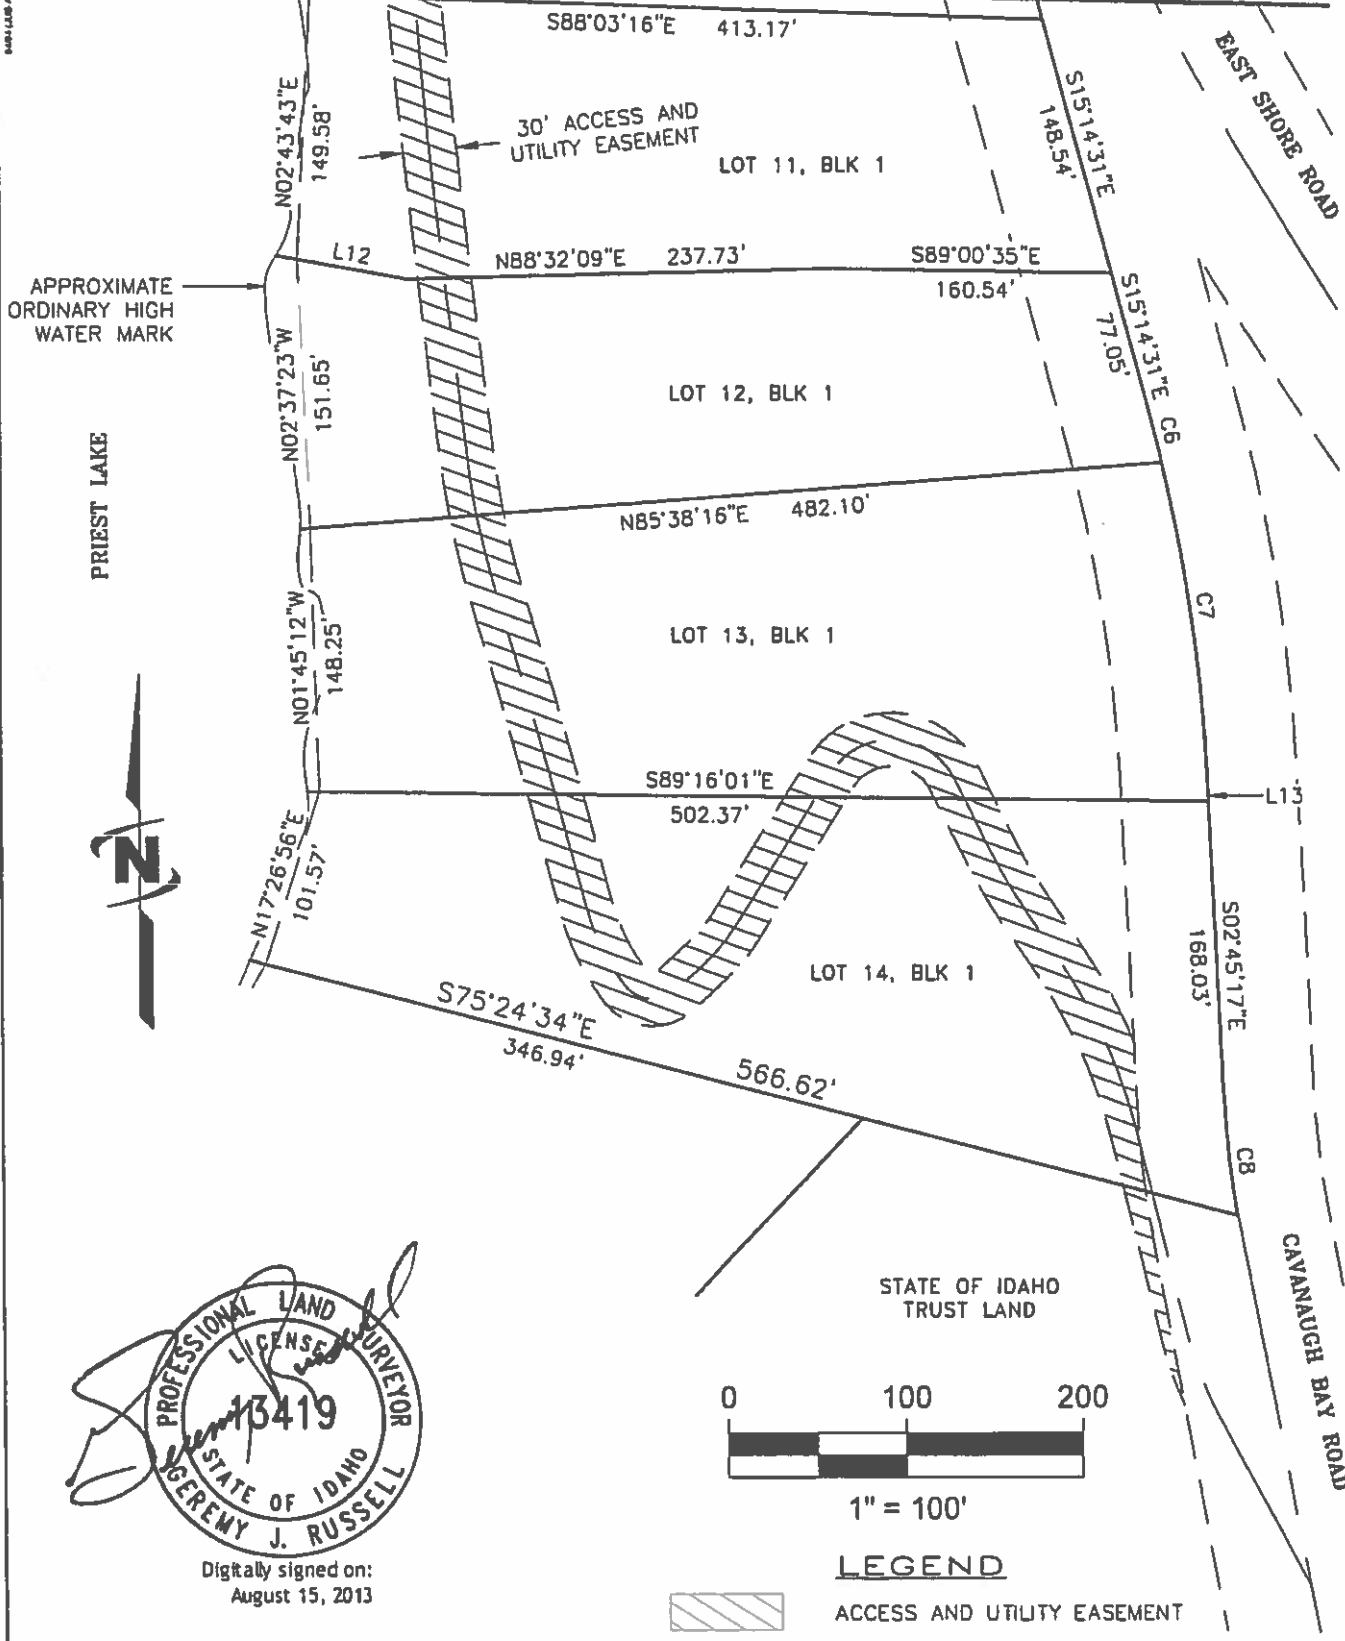 S88°03'16"E 413.17'
EAST SHORE ROAD
N02°43'43"E
149.58'
30' ACCESS AND
UTILITY EASEMENT
S15°14'31"E
148.54'
LOT 11, BLK 1
L12
N88°32'09"E 237.73'
S89°00'35"E
160.54'
APPROXIMATE
ORDINARY HIGH
WATER MARK
S15°14'31"E
77.05'
C6
N02°37'23"W
151.65'
LOT 12, BLK 1
PRIEST LAKE
N85°38'16"E 482.10'
N01°45'12"W
148.25'
C7
LOT 13, BLK 1
S89°16'01"E
502.37'
L13
N
N17°26'56"E
101.57'
S02°45'17"E
168.03'
LOT 14, BLK 1
S75°24'34"E
346.94'
566.62'
C8
CAVANAUGH BAY ROAD
STATE OF IDAHO
TRUST LAND
PROFESSIONAL LAND SURVEYOR
LICENSED
13419
STATE OF IDAHO
GEREMY J. RUSSELL
Digitally signed on:
August 15, 2013
0 100 200
1" = 100'
LEGEND
ACCESS AND UTILITY EASEMENT